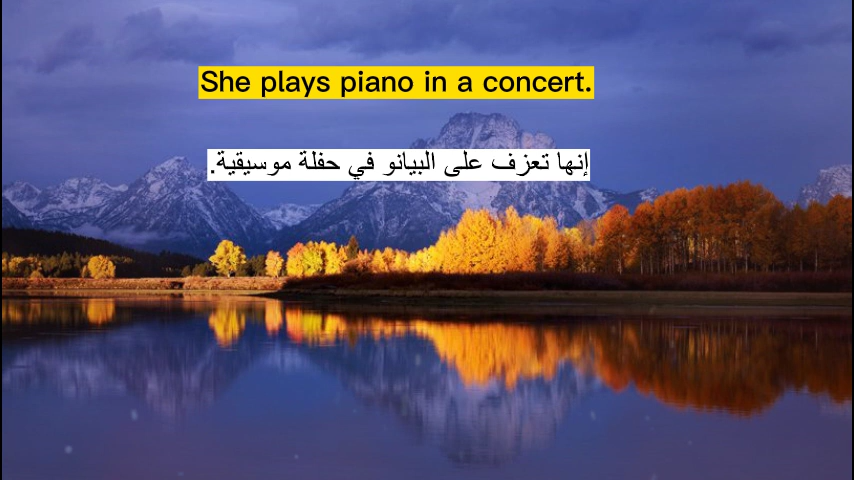 She plays piano in a concert.
إنها تعزف على البيانو في حفلة موسيقية.